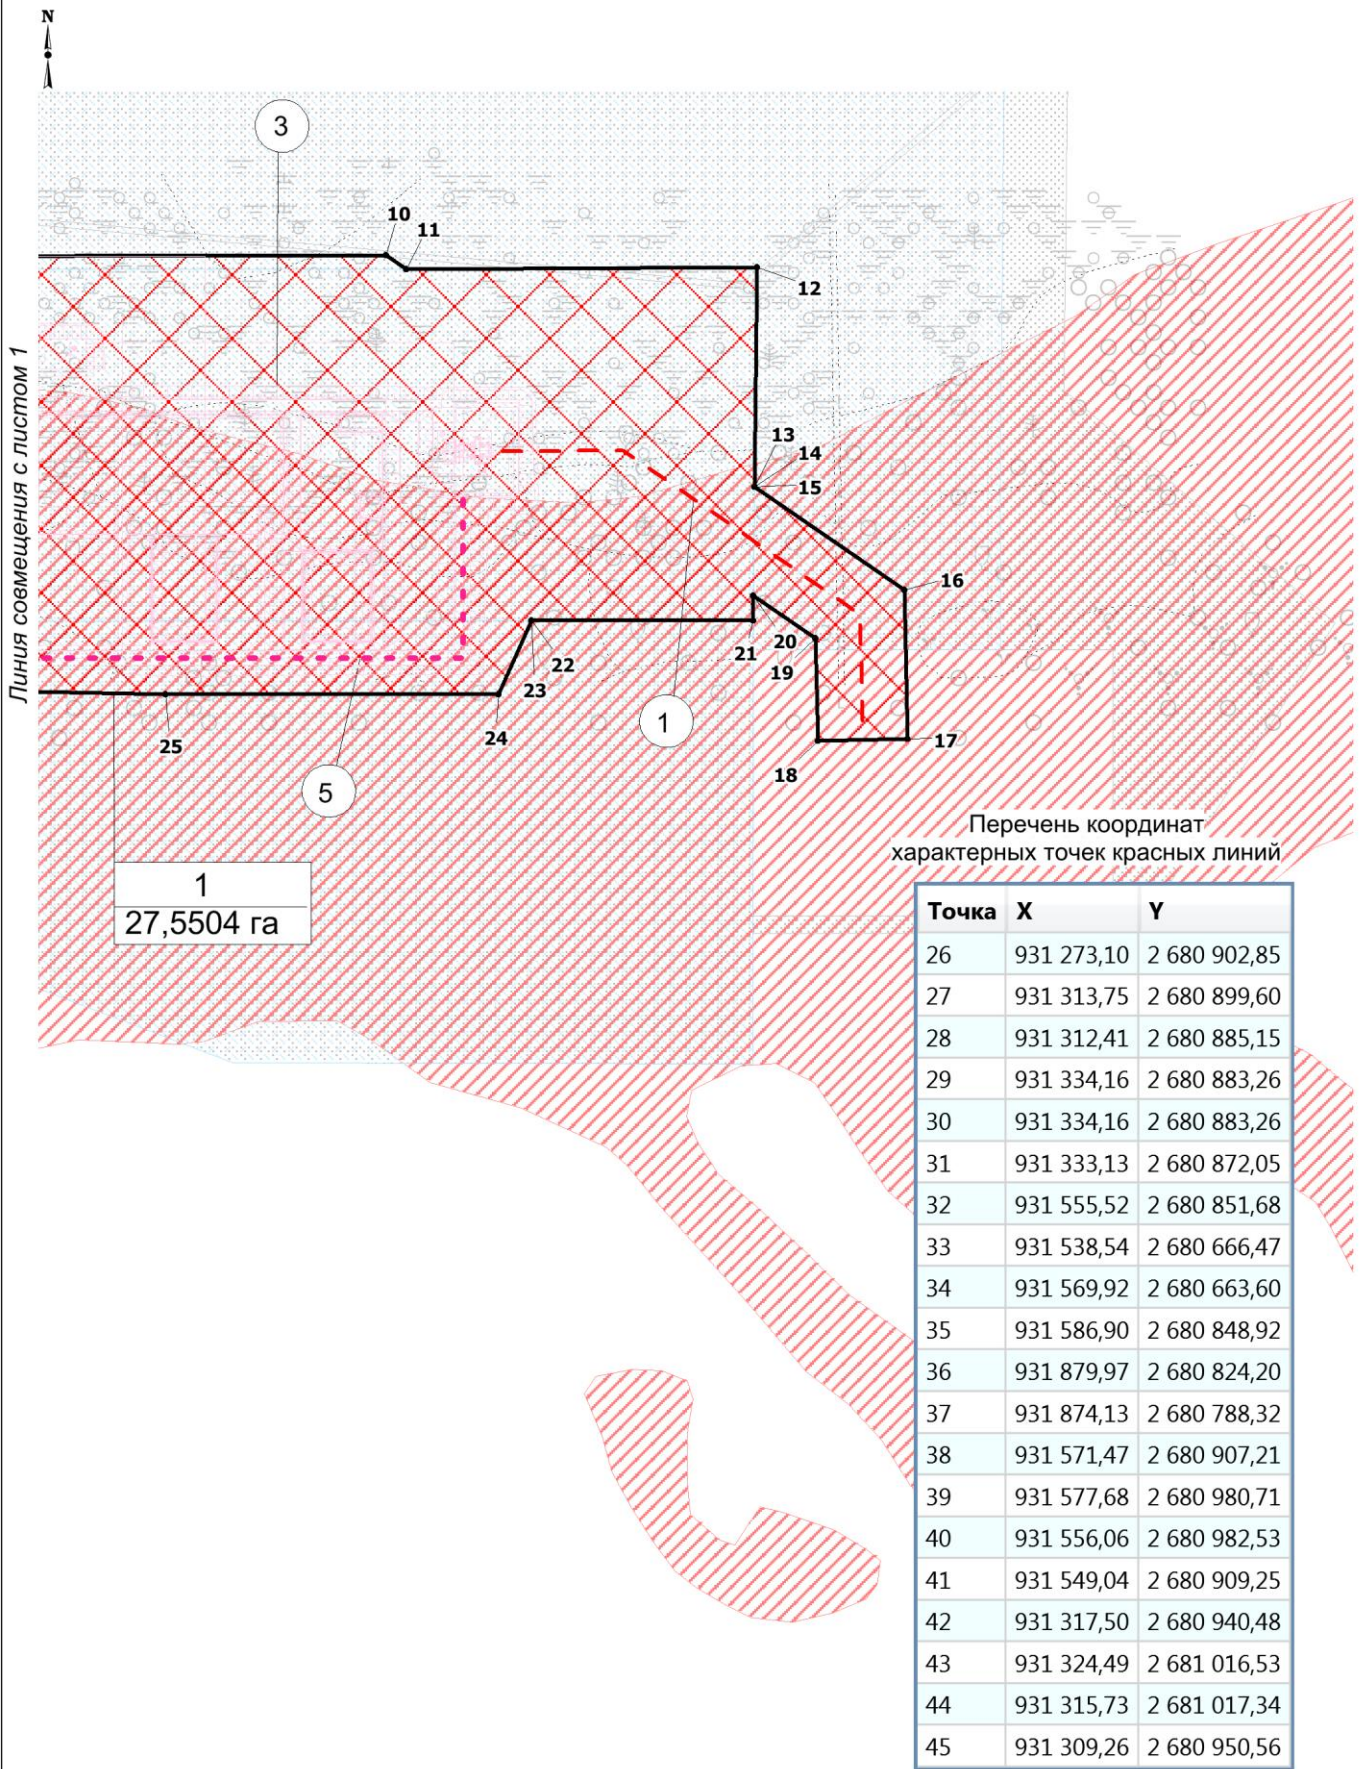 N
3
10
11
12
Линия совмещения с листом 1
13
14
15
16
20
21
19
22
23
1
24
17
25
18
5
1
27,5504 га
Перечень координат
характерных точек красных линий
Точка X Y
26 931 273,10 2 680 902,85
27 931 313,75 2 680 899,60
28 931 312,41 2 680 885,15
29 931 334,16 2 680 883,26
30 931 334,16 2 680 883,26
31 931 333,13 2 680 872,05
32 931 555,52 2 680 851,68
33 931 538,54 2 680 666,47
34 931 569,92 2 680 663,60
35 931 586,90 2 680 848,92
36 931 879,97 2 680 824,20
37 931 874,13 2 680 788,32
38 931 571,47 2 680 907,21
39 931 577,68 2 680 980,71
40 931 556,06 2 680 982,53
41 931 549,04 2 680 909,25
42 931 317,50 2 680 940,48
43 931 324,49 2 681 016,53
44 931 315,73 2 681 017,34
45 931 309,26 2 680 950,56